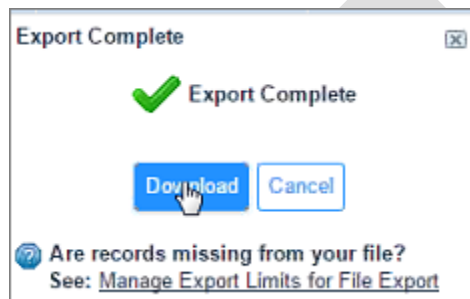 Export Complete
Export Complete
Download Cancel
Are records missing from your file?
See: Manage Export Limits for File Export